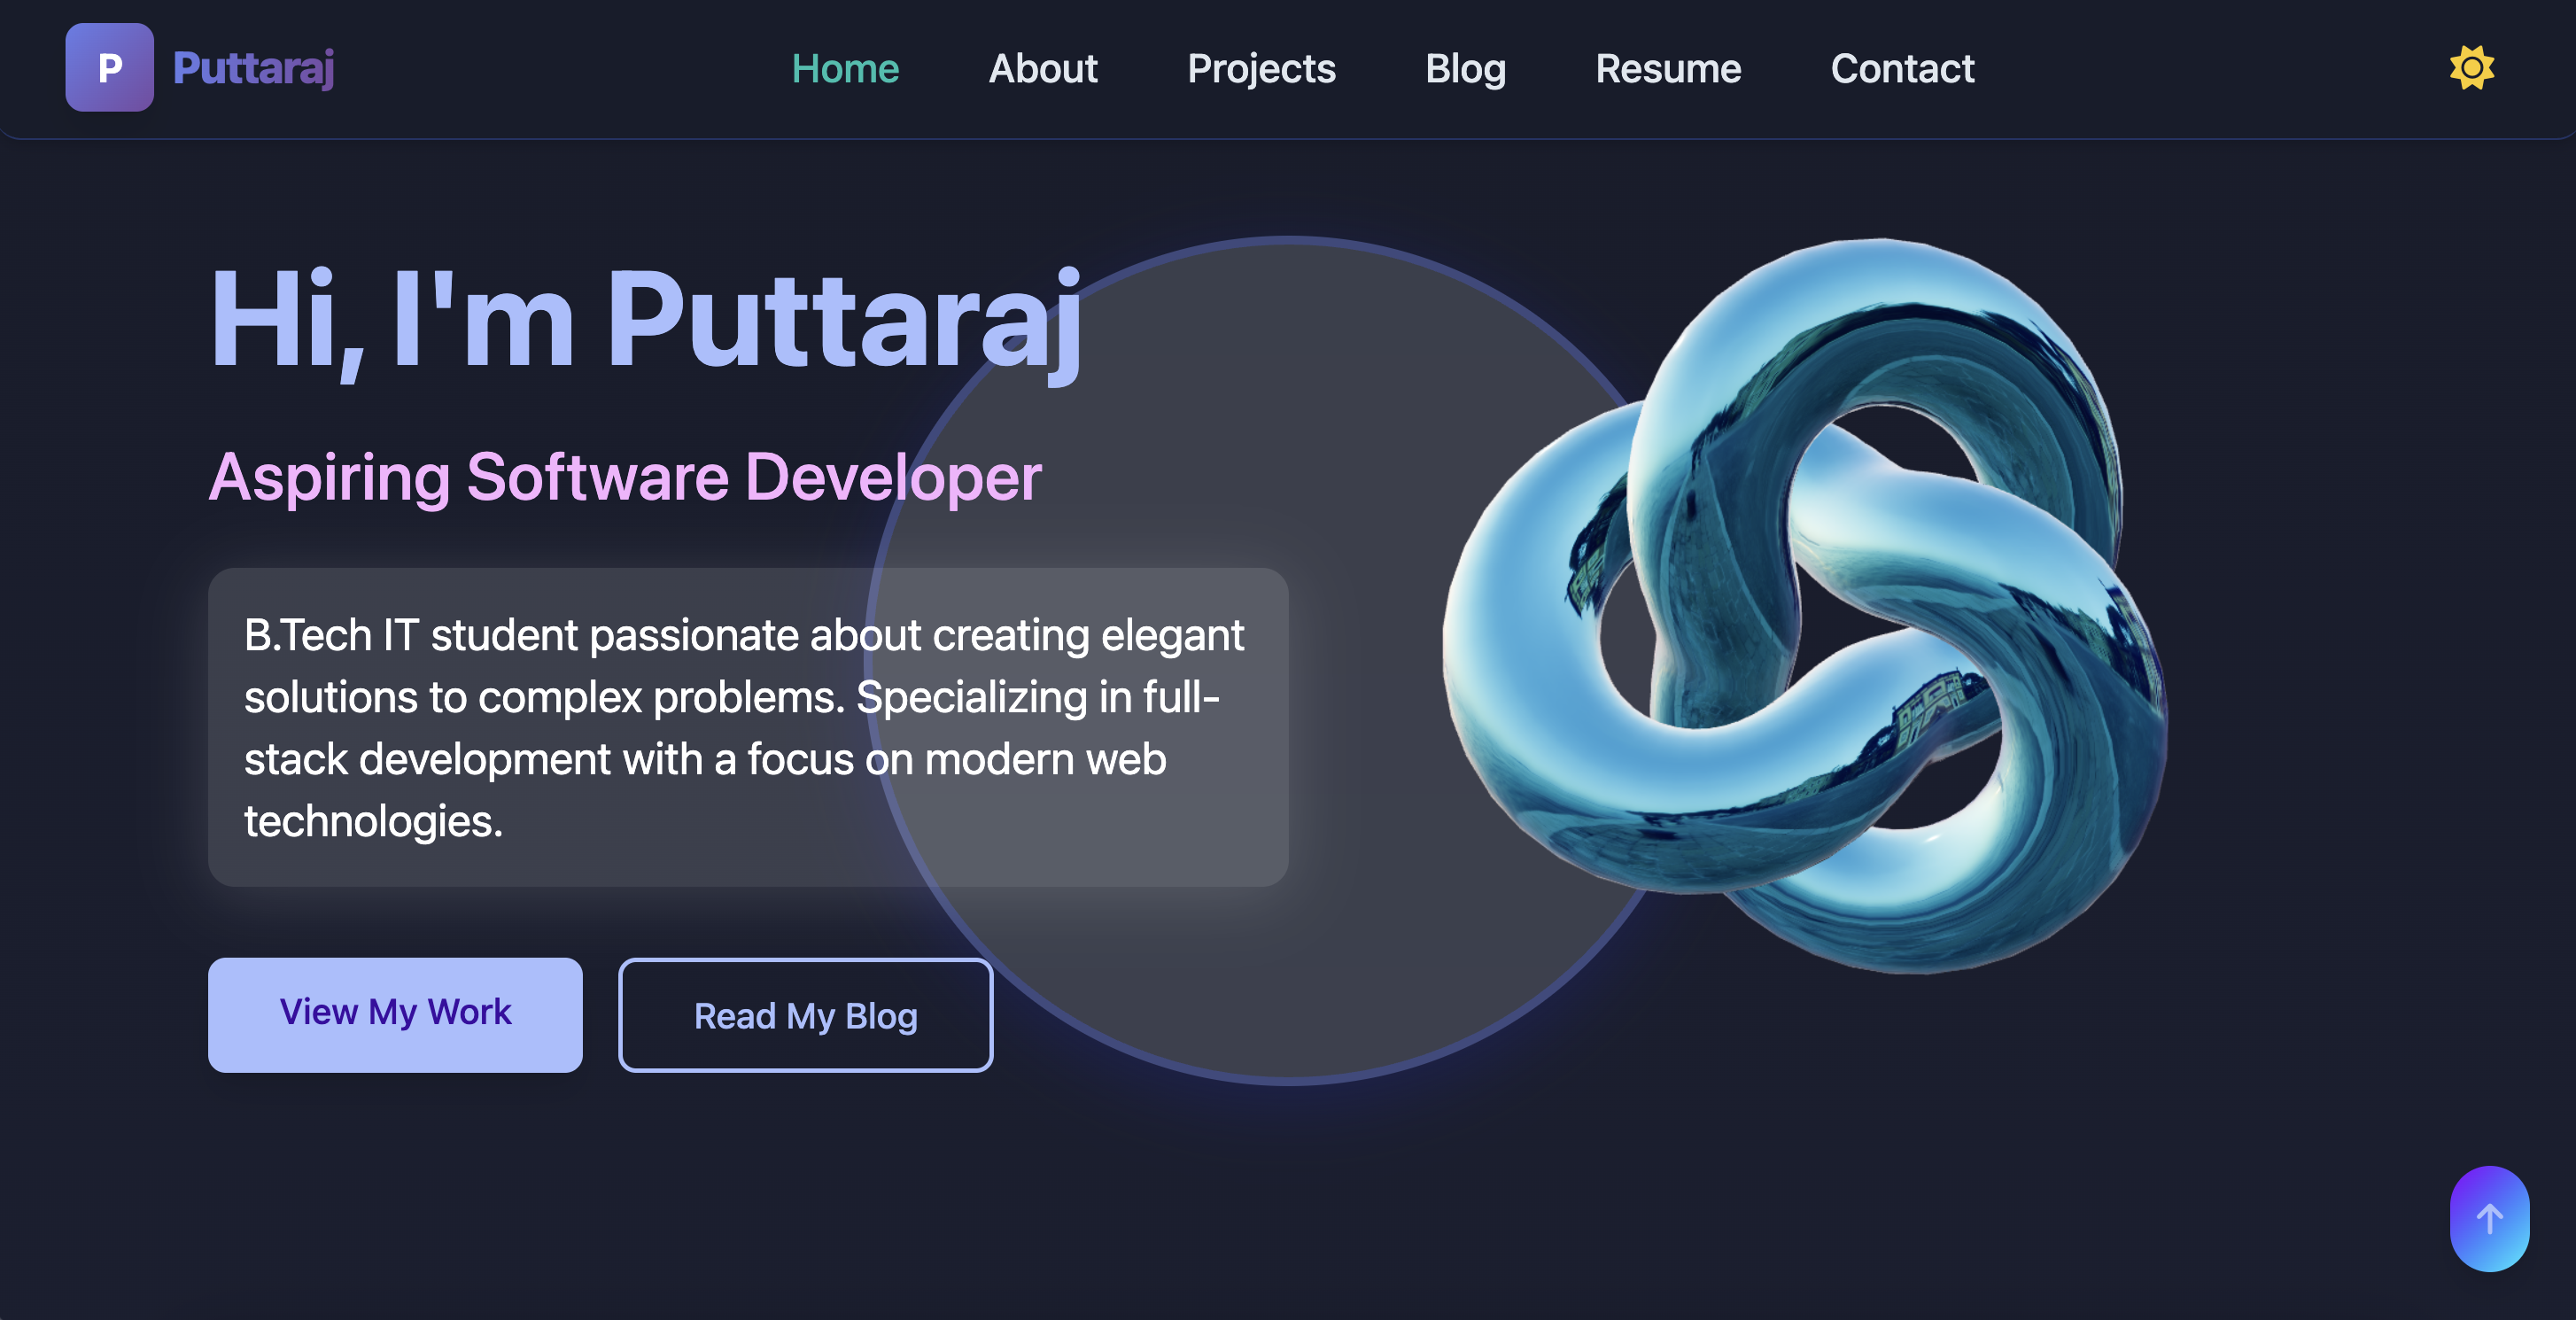 P
Puttaraj
Home
About
Projects
Blog
Resume
Contact
Hi, I'm Puttaraj
Aspiring Software Developer
B.Tech IT student passionate about creating elegant
solutions to complex problems. Specializing in full-
stack development with a focus on modern web
technologies.
View My Work
Read My Blog